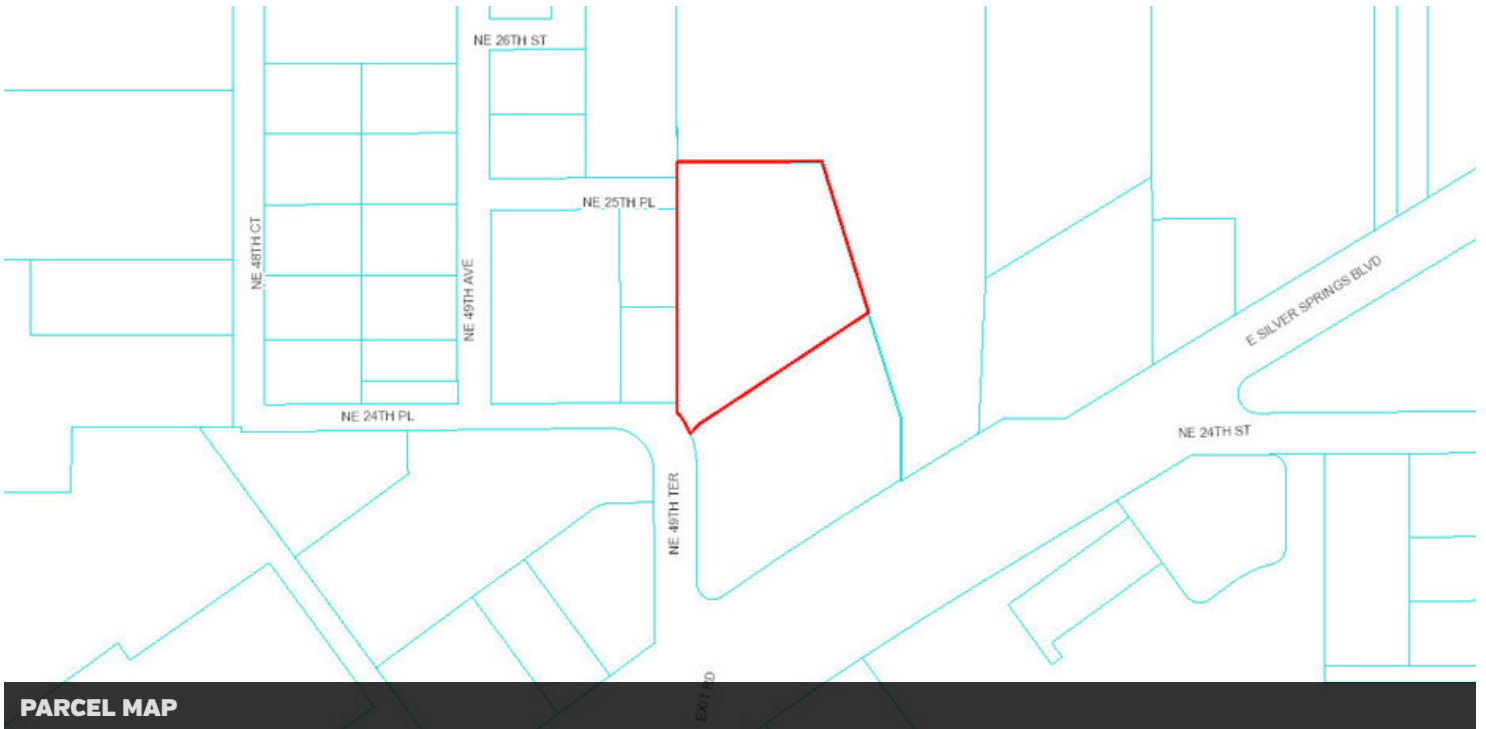 NE 26TH ST
NE 25TH PL
NE 48TH CT
NE 49TH AVE
E SILVER SPRINGS BLVD
NE 24TH PL
NE 24TH ST
NE 49TH TER
EXIT RD
PARCEL MAP